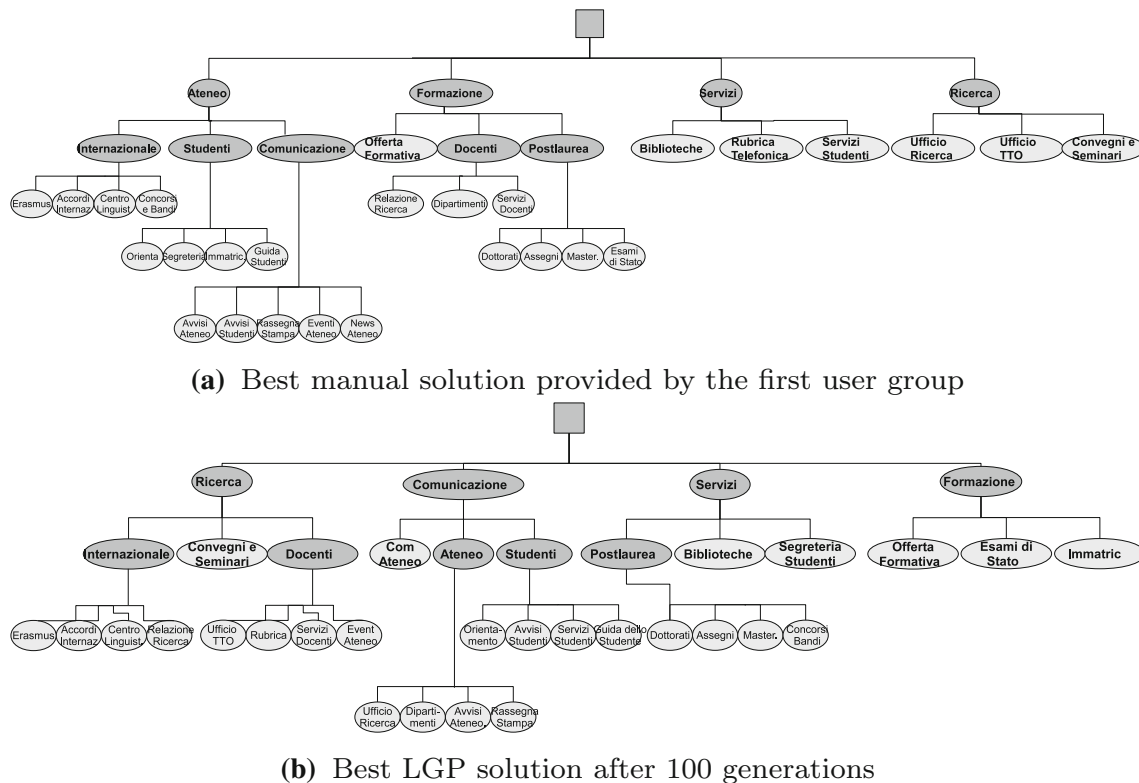 Ateneo
Formazione
Servizi
Ricerca
Internazionale
Studenti
Comunicazione
Offerta
Formativa
Docenti
Postlaurea
Biblioteche
Rubrica
Telefonica
Servizi
Studenti
Ufficio
Ricerca
Ufficio
TTO
Convegni e
Seminari
Erasmus
Accordi
Internaz
Centro
Linguist.
Concorsi
e Bandi
Relazione
Ricerca
Dipartimenti
Servizi
Docenti
Orienta
Segreteria
Immatric.
Guida
Studenti
Dottorati
Assegni
Master.
Esami
di Stato
Avvisi
Ateneo
Avvisi
Studenti
Rassegna
Stampa
Eventi
Ateneo
News
Ateneo
(a) Best manual solution provided by the first user group
Ricerca
Comunicazione
Servizi
Formazione
Internazionale
Convegni e
Seminari
Docenti
Com
Ateneo
Ateneo
Studenti
Postlaurea
Biblioteche
Segreteria
Studenti
Offerta
Formativa
Esami di
Stato
Immatric
Erasmus
Accordi
Internaz
Centro
Linguist.
Relazione
Ricerca
Ufficio
TTO
Rubrica
Servizi
Docenti
Event
Ateneo
Orienta-
mento
Avvisi
Studenti
Servizi
Studenti
Guida dello
Studente
Dottorati
Assegni
Master.
Concorsi
Bandi
Ufficio
Ricerca
Diparti-
menti
Avvisi
Ateneo.
Rassegna
Stampa
(b) Best LGP solution after 100 generations